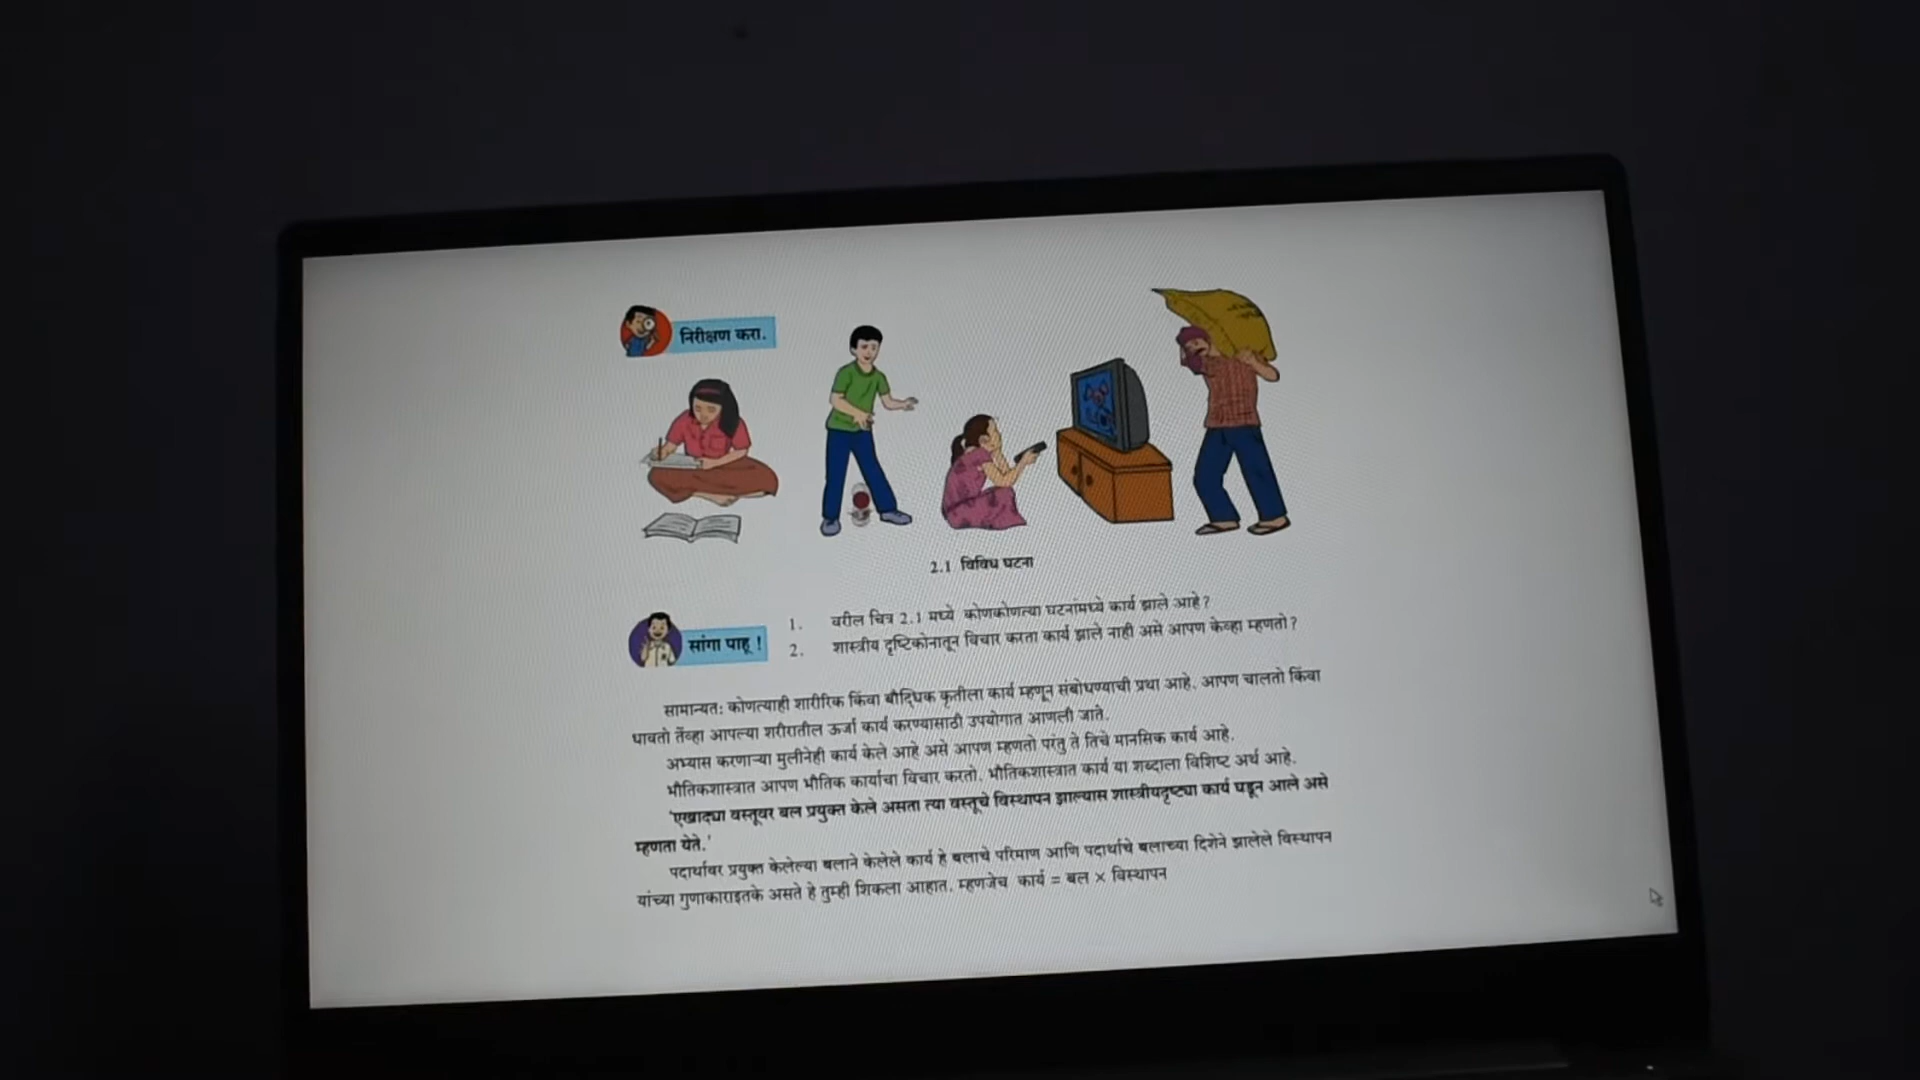 निरीक्षण करा.
2.1 विविध घटना
सांगा पाहू !
1. वरील चित्र 2.1 मध्ये कोणकोणत्या घटनांमध्ये कार्य झाले आहे?
2. शास्त्रीय दृष्टिकोनातून विचार करता कार्य झाले नाही असे आपण केव्हा म्हणतो?
सामान्यत: कोणत्याही शारीरिक किंवा बौद्धिक कृतीला कार्य म्हणून संबोधण्याची प्रथा आहे. आपण चालतो किंवा
धावतो तेंव्हा आपल्या शरीरातील ऊर्जा कार्य करण्यासाठी उपयोगात आणली जाते.
अभ्यास करणाऱ्या मुलीनेही कार्य केले आहे असे आपण म्हणतो परंतु ते तिचे मानसिक कार्य आहे.
भौतिकशास्त्रात आपण भौतिक कार्याचा विचार करतो. भौतिकशास्त्रात कार्य या शब्दाला विशिष्ट अर्थ आहे.
'एखाद्या वस्तूवर बल प्रयुक्त केले असता त्या वस्तूचे विस्थापन झाल्यास शास्त्रीयदृष्ट्या कार्य घडून आले असे
म्हणता येते.'
पदार्थावर प्रयुक्त केलेल्या बलाने केलेले कार्य हे बलाचे परिमाण आणि पदार्थाचे बलाच्या दिशेने झालेले विस्थापन
यांच्या गुणाकाराइतके असते हे तुम्ही शिकला आहात. म्हणजेच कार्य = बल × विस्थापन